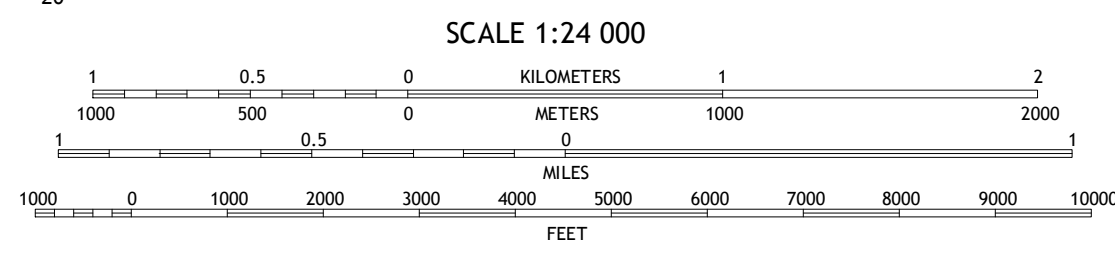 SCALE 1:24 000
1 0.5 0 KILOMETERS 1 2
1000 500 0 METERS 1000 2000
1 0.5 0 1
MILES
1000 0 1000 2000 3000 4000 5000 6000 7000 8000 9000 10000
FEET